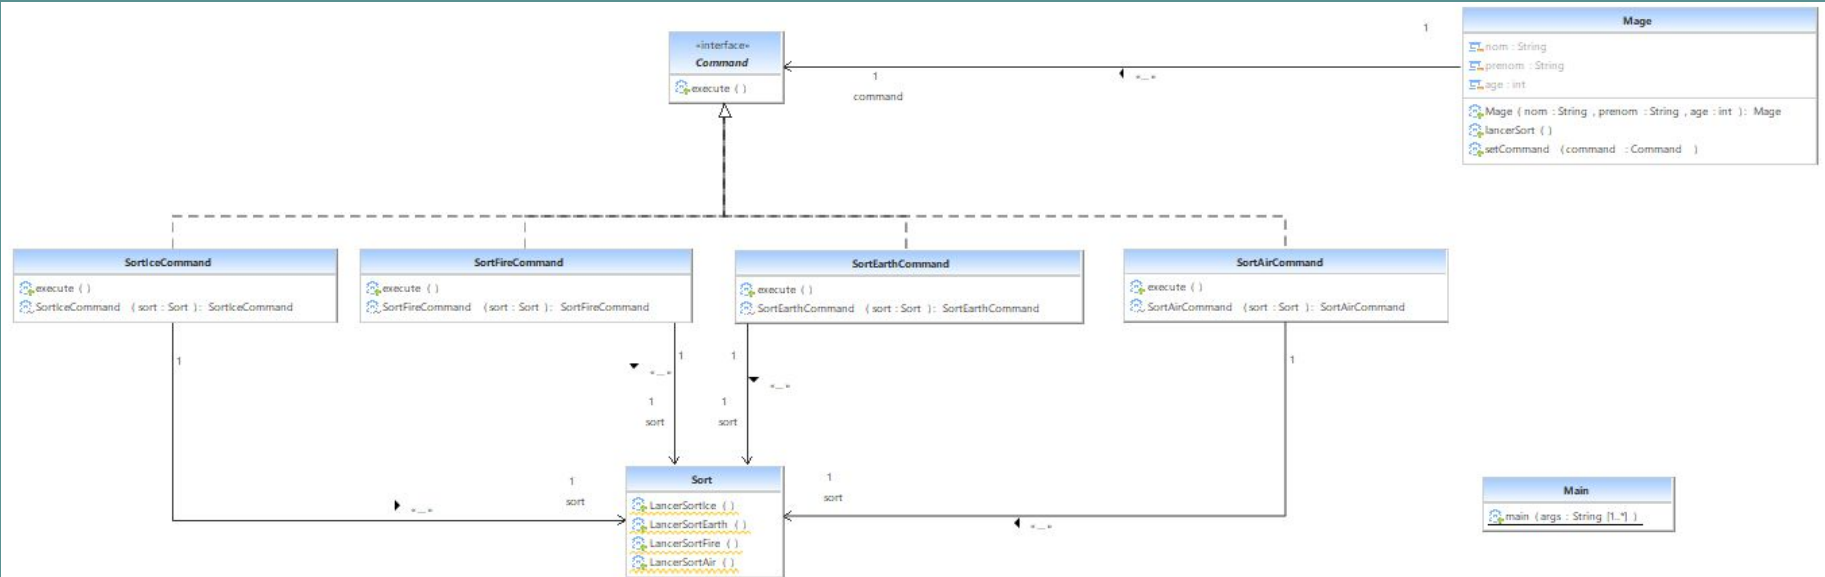 «interface»
Command
execute ( )
1
command
«...»
1
Mage
nom : String
prenom : String
age : int
Mage ( nom : String , prenom : String , age : int ): Mage
lancerSort ( )
setCommand ( command : Command )
SortIceCommand
execute ( )
SortIceCommand ( sort : Sort ): SortIceCommand
SortFireCommand
execute ( )
SortFireCommand ( sort : Sort ): SortFireCommand
SortEarthCommand
execute ( )
SortEarthCommand ( sort : Sort ): SortEarthCommand
SortAirCommand
execute ( )
SortAirCommand ( sort : Sort ): SortAirCommand
1
«...»
1
sort
1
«...»
1
sort
1
«...»
1
sort
1
«...»
1
sort
Sort
LancerSortIce ( )
LancerSortEarth ( )
LancerSortFire ( )
LancerSortAir ( )
Main
main ( args : String [1..*] )